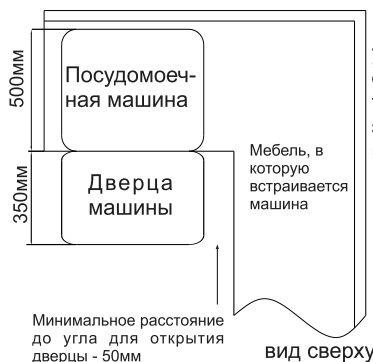 500мм
Посудомоеч-
ная машина
350мм
Дверца
машины
Мебель, в
которую
встраивается
машина
Минимальное расстояние
до угла для открытия
дверцы - 50мм
вид сверху